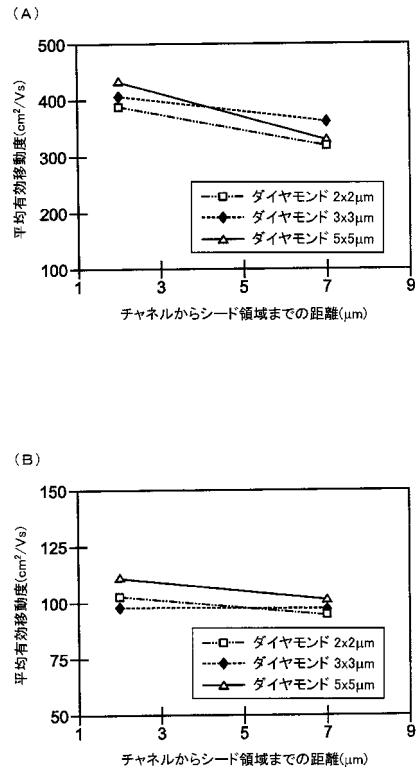 (A)
平均有効移動度(cm²/Vs)
500
400
300
200
100
ダイヤモンド 2x2μm
ダイヤモンド 3x3μm
ダイヤモンド 5x5μm
1 3 5 7 9
チャネルからシード領域までの距離(μm)
(B)
平均有効移動度(cm²/Vs)
150
125
100
75
50
ダイヤモンド 2x2μm
ダイヤモンド 3x3μm
ダイヤモンド 5x5μm
1 3 5 7 9
チャネルからシード領域までの距離(μm)